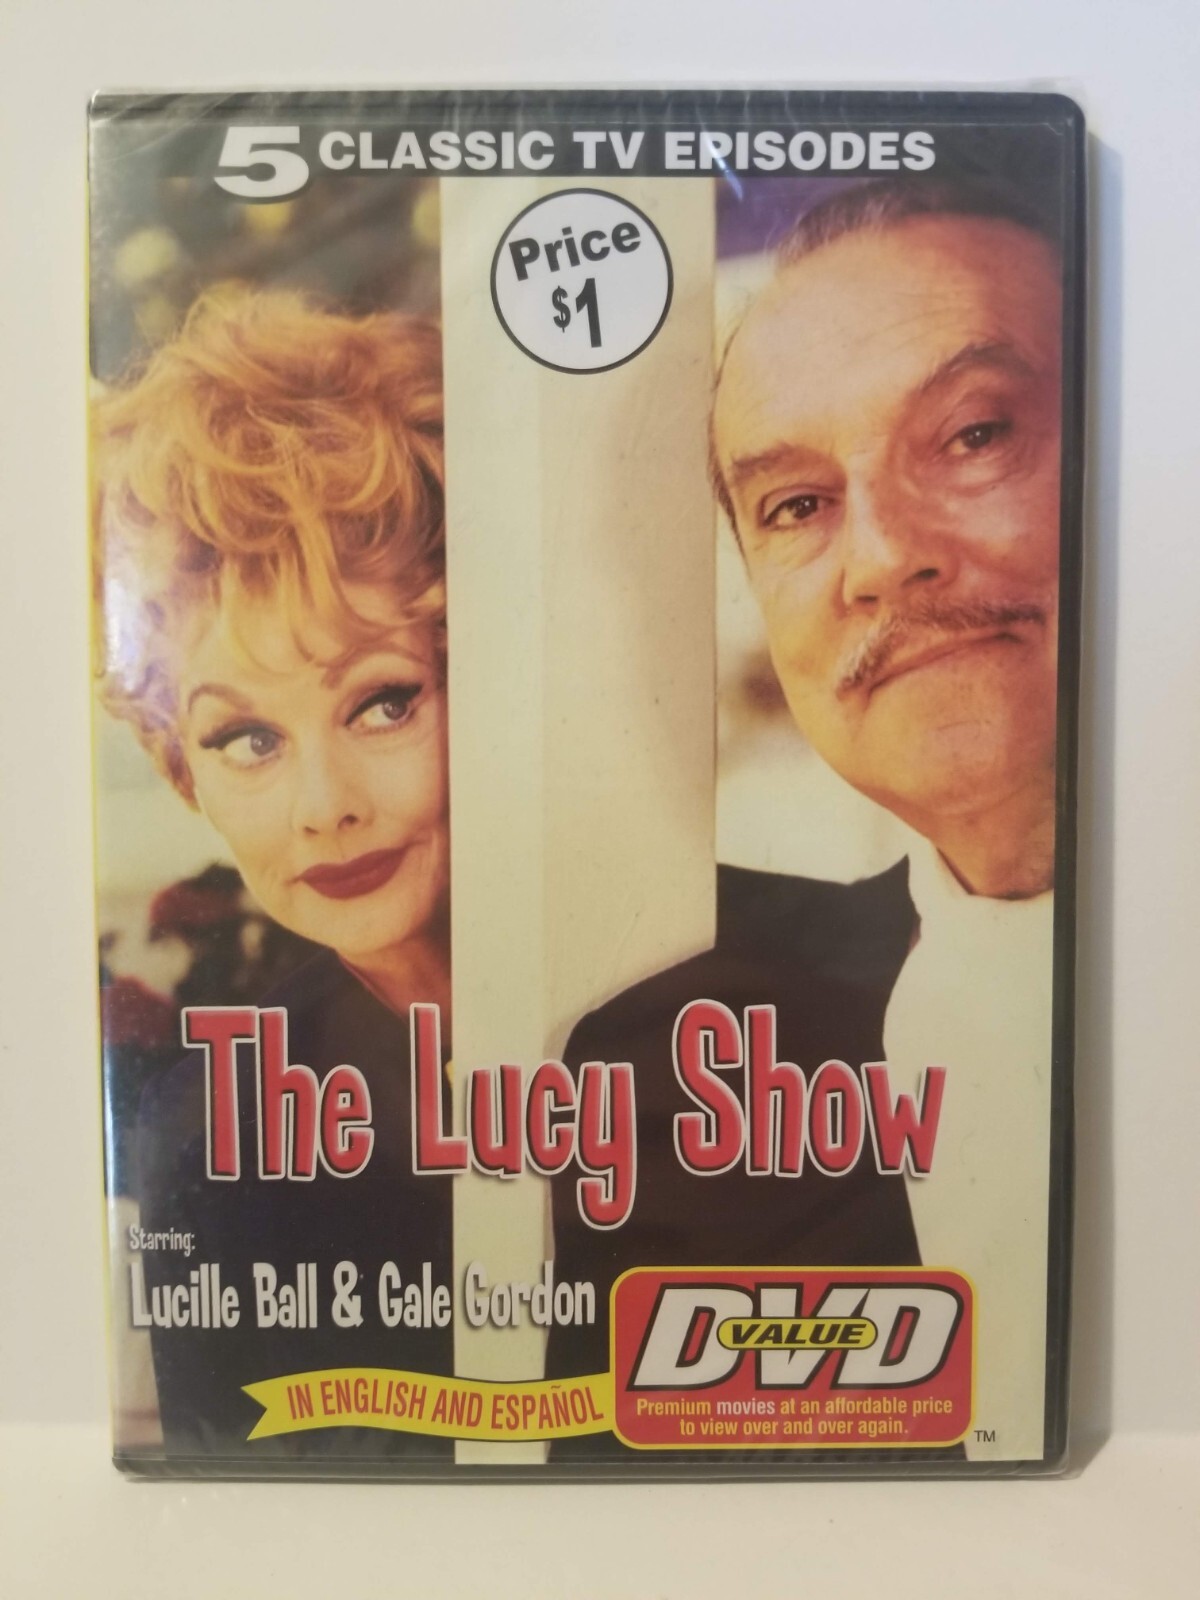 5 CLASSIC TV EPISODES
Price
$1
The Lucy Show
Starring:
Lucille Ball & Gale Gordon
IN ENGLISH AND ESPAÑOL
DVD
VALUE
Premium movies at an affordable price
to view over and over again.
TM